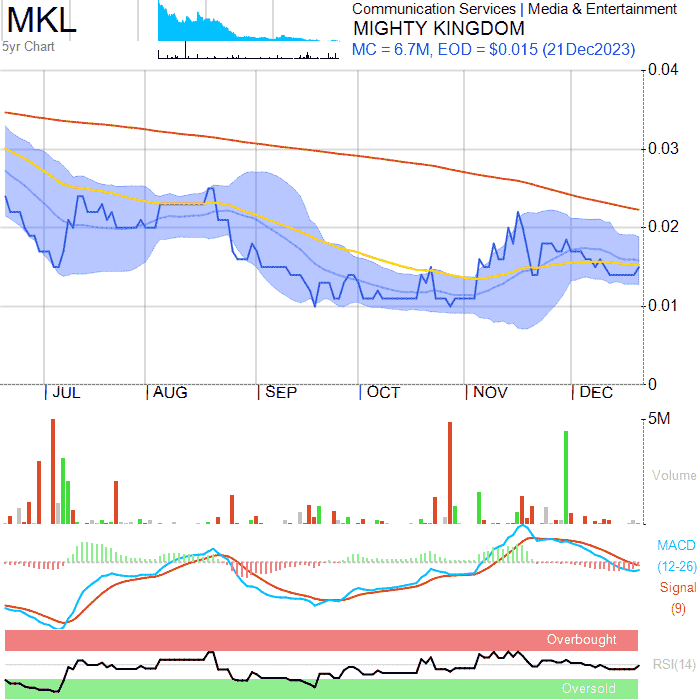 MKL
5yr Chart
Communication Services | Media & Entertainment
MIGHTY KINGDOM
MC = 6.7M, EOD = $0.015 (21Dec2023)
0.04
0.03
0.02
0.01
0
JUL AUG SEP OCT NOV DEC
5M
Volume
MACD
(12-26)
Signal
(9)
Overbought
RSI(14)
Oversold